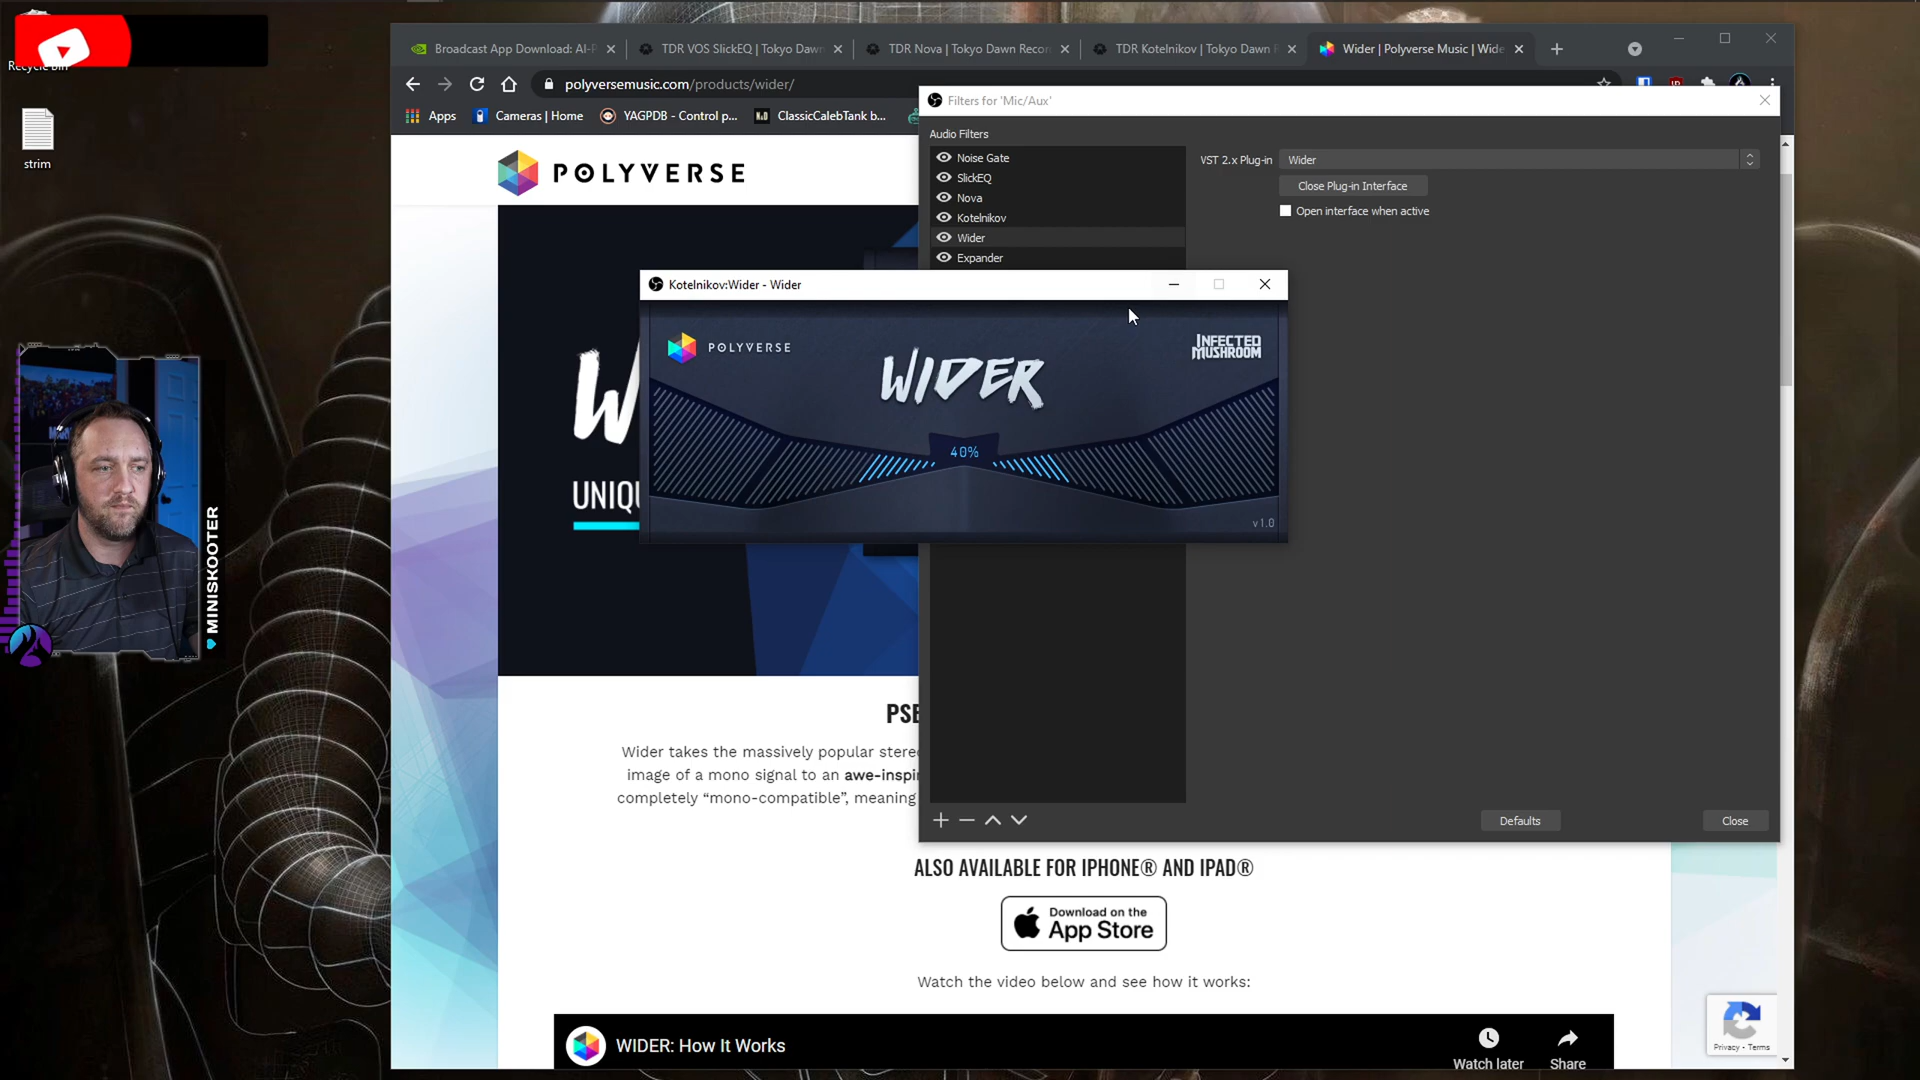 Recycle Bin
strim
MINISKOOTER
Broadcast App Download: AI-P
TDR VOS SlickEQ | Tokyo Dawn
TDR Nova | Tokyo Dawn Recor
TDR Kotelnikov | Tokyo Dawn R
Wider | Polyverse Music | Wide
polyversemusic.com/products/wider/
Apps
Cameras | Home
YAGPDB - Control p...
ClassicCalebTank b...
POLYVERSE
W
UNIQU
Filters for 'Mic/Aux'
Audio Filters
Noise Gate
SlickEQ
Nova
Kotelnikov
Wider
Expander
VST 2.x Plug-in
Wider
Close Plug-in Interface
Open interface when active
Kotelnikov:Wider - Wider
POLYVERSE
WIDER
INFECTED
MUSHROOM
40%
v1.0
Defaults
Close
PSE
Wider takes the massively popular stere
image of a mono signal to an awe-inspi
completely “mono-compatible”, meaning
ALSO AVAILABLE FOR IPHONE® AND IPAD®
Download on the
App Store
Watch the video below and see how it works:
WIDER: How It Works
Watch later
Share
Privacy - Terms